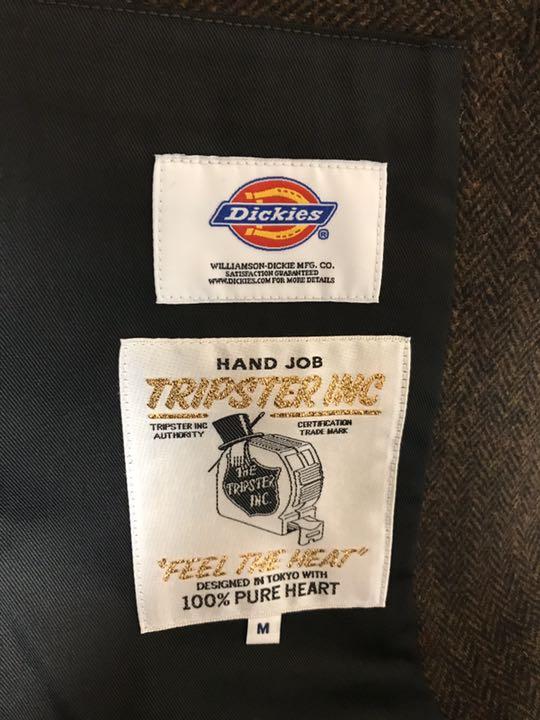 Dickies
®
WILLIAMSON-DICKIE MFG. CO.
SATISFACTION GUARANTEED
WWW.DICKIES.COM FOR MORE DETAILS
HAND JOB
TRIPSTER INC
TRIPSTER INC
AUTHORITY
CERTIFICATION
TRADE MARK
THE
TRIPSTER
INC.
"FEEL THE HEAT"
DESIGNED IN TOKYO WITH
100% PURE HEART
M